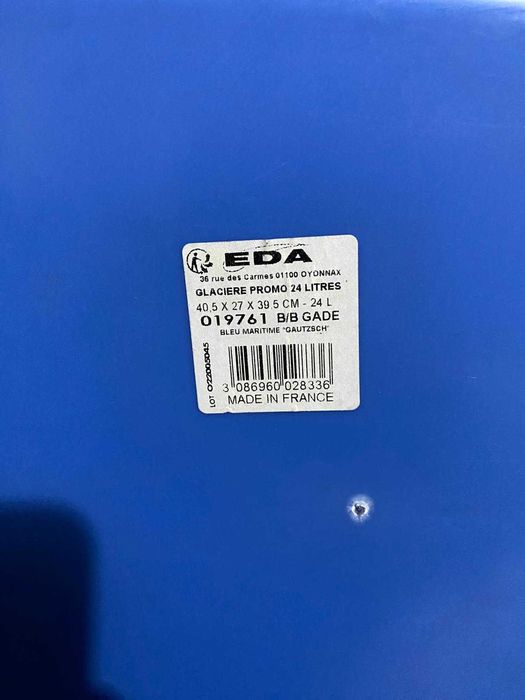 EDA
36 rue des Carmes 01100 OYONNAX
GLACIERE PROMO 24 LITRES
40,5 X 27 X 39.5 CM - 24 L
019761 B/B GADE
BLEU MARITIME "GAUTZSCH"
3 086960 028336
MADE IN FRANCE
LOT 022005045